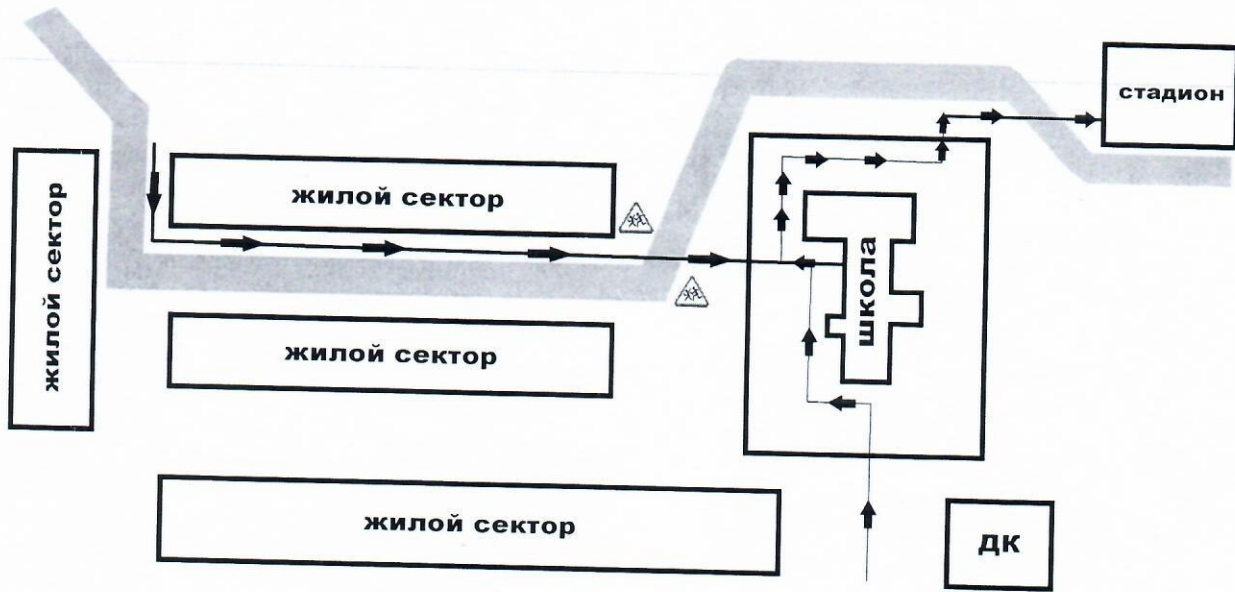 стадион
жилой сектор
жилой сектор
школа
жилой сектор
жилой сектор
ДК